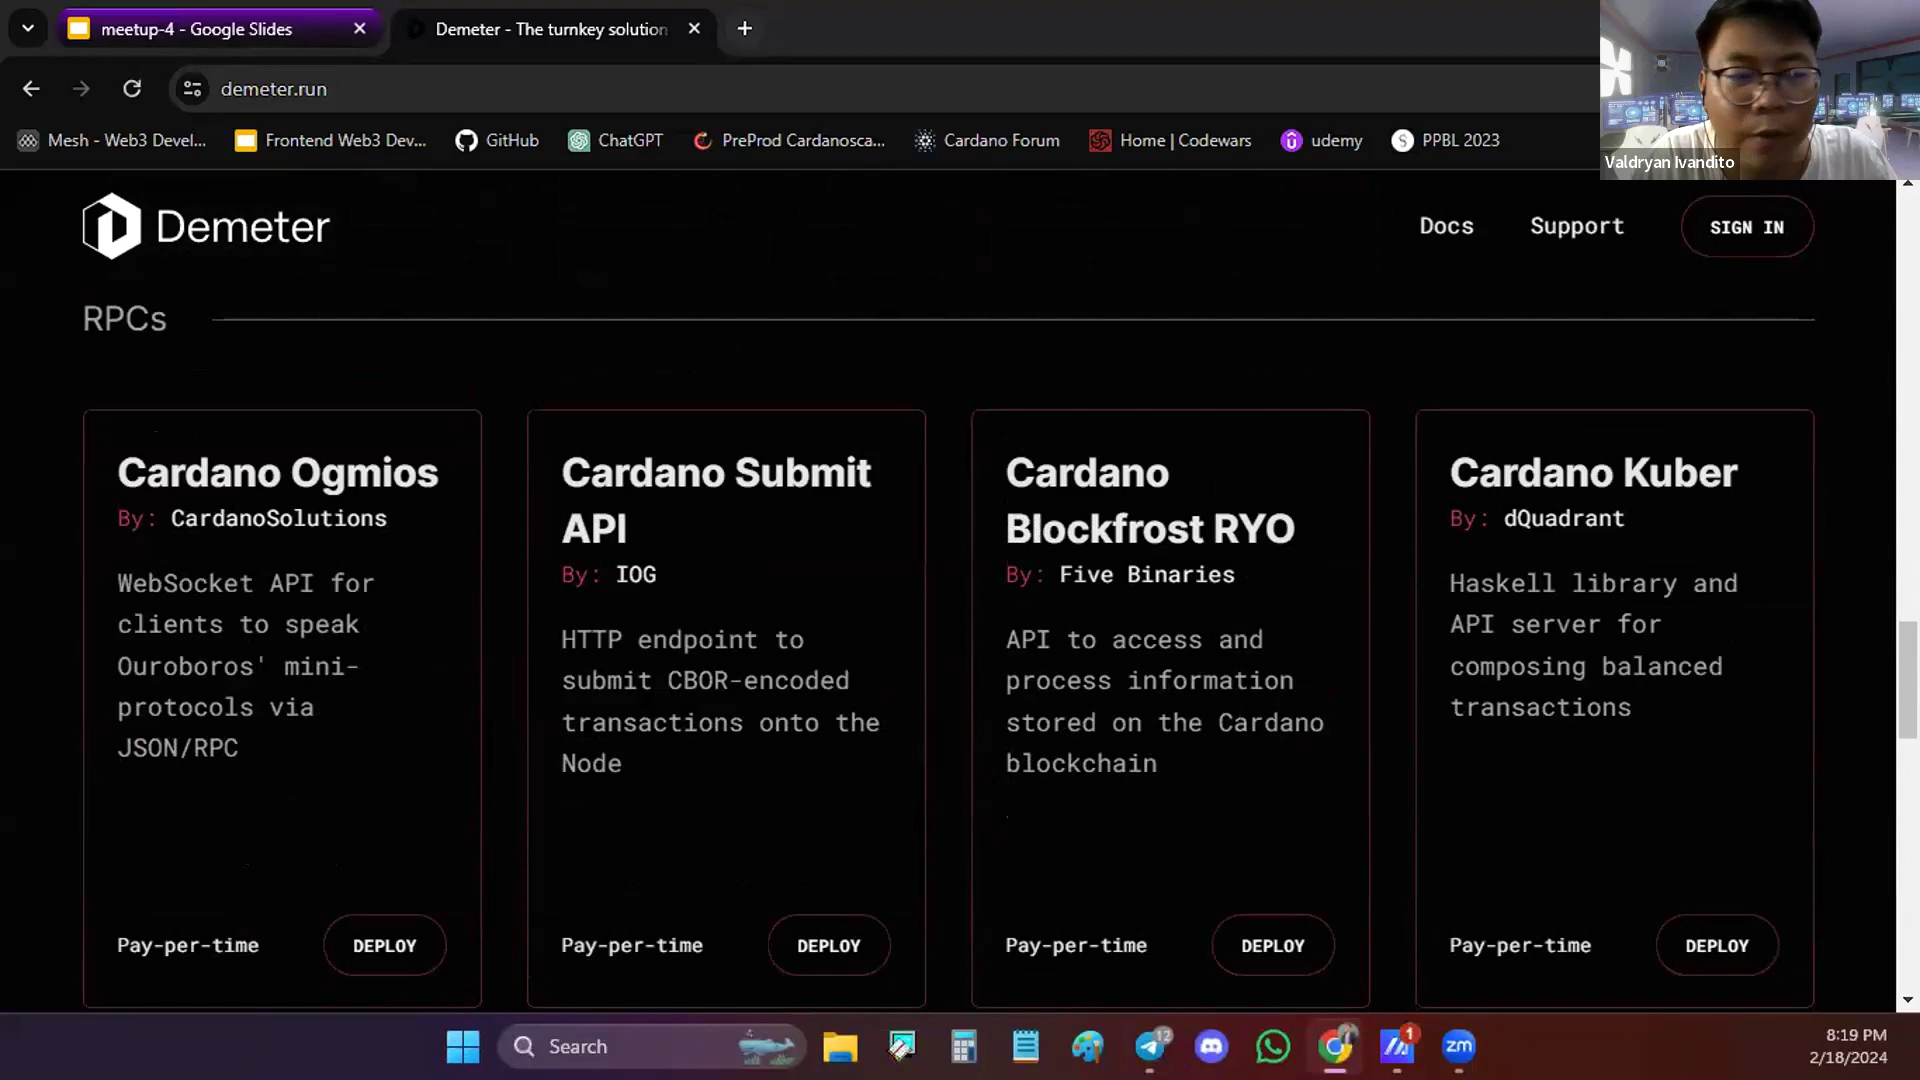 meetup-4 - Google Slides
Demeter - The turnkey solution
demeter.run
Mesh - Web3 Devel...
Frontend Web3 Dev...
GitHub
ChatGPT
PreProd Cardanosca...
Cardano Forum
Home | Codewars
udemy
PPBL 2023
Valdryan Ivandito
Demeter
Docs
Support
SIGN IN
RPCs
Cardano Ogmios
By: CardanoSolutions
WebSocket API for
clients to speak
Ouroboros' mini-
protocols via
JSON/RPC
Pay-per-time
DEPLOY
Cardano Submit
API
By: IOG
HTTP endpoint to
submit CBOR-encoded
transactions onto the
Node
Pay-per-time
DEPLOY
Cardano
Blockfrost RYO
By: Five Binaries
API to access and
process information
stored on the Cardano
blockchain
Pay-per-time
DEPLOY
Cardano Kuber
By: dQuadrant
Haskell library and
API server for
composing balanced
transactions
Pay-per-time
DEPLOY
Search
12
1
zm
8:19 PM
2/18/2024